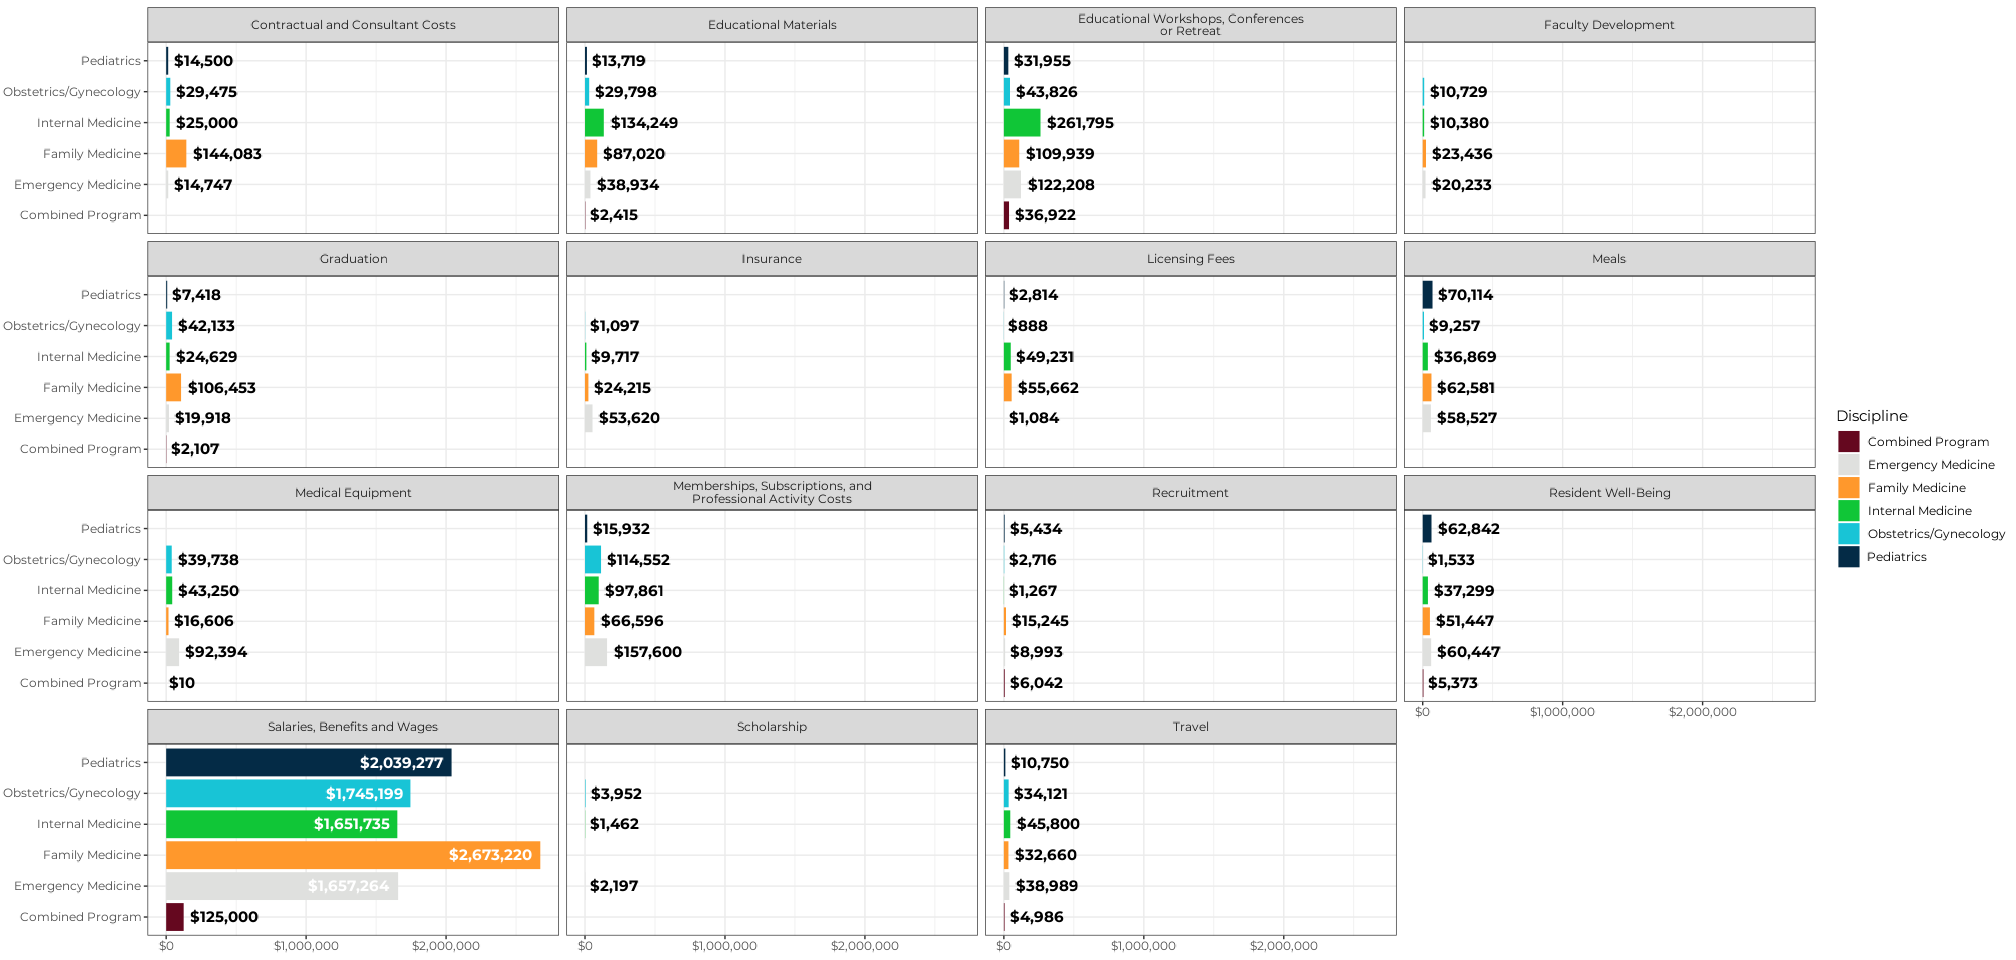 Contractual and Consultant Costs
Educational Materials
Educational Workshops, Conferences
or Retreat
Faculty Development
Pediatrics $14,500 $13,719 $31,955
Obstetrics/Gynecology $29,475 $29,798 $43,826 $10,729
Internal Medicine $25,000 $134,249 $261,795 $10,380
Family Medicine $144,083 $87,020 $109,939 $23,436
Emergency Medicine $14,747 $38,934 $122,208 $20,233
Combined Program $2,415 $36,922
Graduation
Insurance
Licensing Fees
Meals
Pediatrics $7,418 $2,814 $70,114
Obstetrics/Gynecology $42,133 $1,097 $888 $9,257
Internal Medicine $24,629 $9,717 $49,231 $36,869
Family Medicine $106,453 $24,215 $55,662 $62,581
Emergency Medicine $19,918 $53,620 $1,084 $58,527
Combined Program $2,107
Medical Equipment
Memberships, Subscriptions, and
Professional Activity Costs
Recruitment
Resident Well-Being
Pediatrics $15,932 $5,434 $62,842
Obstetrics/Gynecology $39,738 $114,552 $2,716 $1,533
Internal Medicine $43,250 $97,861 $1,267 $37,299
Family Medicine $16,606 $66,596 $15,245 $51,447
Emergency Medicine $92,394 $157,600 $8,993 $60,447
Combined Program $10 $6,042 $5,373
$0 $1,000,000 $2,000,000
Salaries, Benefits and Wages
Scholarship
Travel
Pediatrics $2,039,277 $10,750
Obstetrics/Gynecology $1,745,199 $3,952 $34,121
Internal Medicine $1,651,735 $1,462 $45,800
Family Medicine $2,673,220 $32,660
Emergency Medicine $1,657,264 $2,197 $38,989
Combined Program $125,000 $4,986
$0 $1,000,000 $2,000,000 $0 $1,000,000 $2,000,000 $0 $1,000,000 $2,000,000
Discipline
Combined Program
Emergency Medicine
Family Medicine
Internal Medicine
Obstetrics/Gynecology
Pediatrics